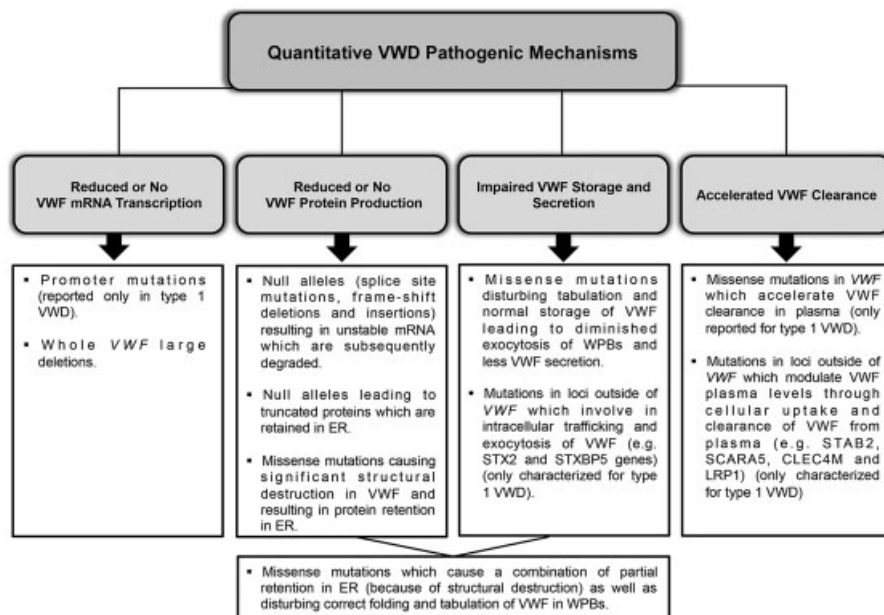 Quantitative VWD Pathogenic Mechanisms
Reduced or No
VWF mRNA Transcription
▪ Promoter mutations
(reported only in type 1
VWD).
▪ Whole VWF large
deletions.
Reduced or No
VWF Protein Production
▪ Null alleles (splice site
mutations, frame-shift
deletions and insertions)
resulting in unstable mRNA
which are subsequently
degraded.
▪ Null alleles leading to
truncated proteins which are
retained in ER.
▪ Missense mutations causing
significant structural
destruction in VWF and
resulting in protein retention
in ER.
Impaired VWF Storage and
Secretion
▪ Missense mutations
disturbing tabulation and
normal storage of VWF
leading to diminished
exocytosis of WPBs and
less VWF secretion.
▪ Mutations in loci outside of
VWF which involve in
intracellular trafficking and
exocytosis of VWF (e.g.
STX2 and STXBP5 genes)
(only characterized for type
1 VWD).
Accelerated VWF Clearance
▪ Missense mutations in VWF
which accelerate VWF
clearance in plasma (only
reported for type 1 VWD).
▪ Mutations in loci outside of
VWF which modulate VWF
plasma levels through
cellular uptake and
clearance of VWF from
plasma (e.g. STAB2,
SCARA5, CLEC4M and
LRP1) (only characterized
for type 1 VWD)
▪ Missense mutations which cause a combination of partial
retention in ER (because of structural destruction) as well as
disturbing correct folding and tabulation of VWF in WPBs.